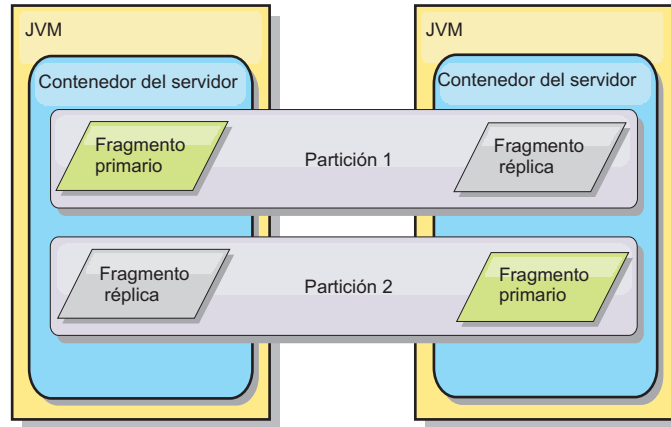 JVM
JVM
Contenedor del servidor
Contenedor del servidor
Fragmento
primario
Partición 1
Fragmento
réplica
Fragmento
réplica
Partición 2
Fragmento
primario